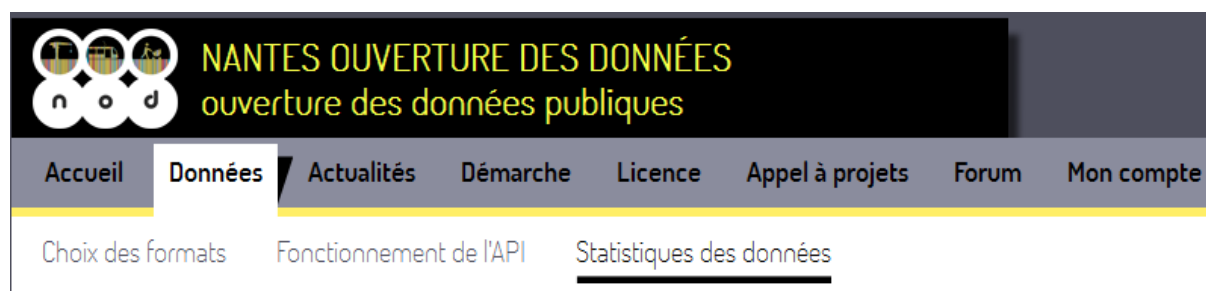 NANTES OUVERTURE DES DONNÉES
nod
ouverture des données publiques
Accueil Données Actualités Démarche Licence Appel à projets Forum Mon compte
Choix des formats Fonctionnement de l'API Statistiques des données